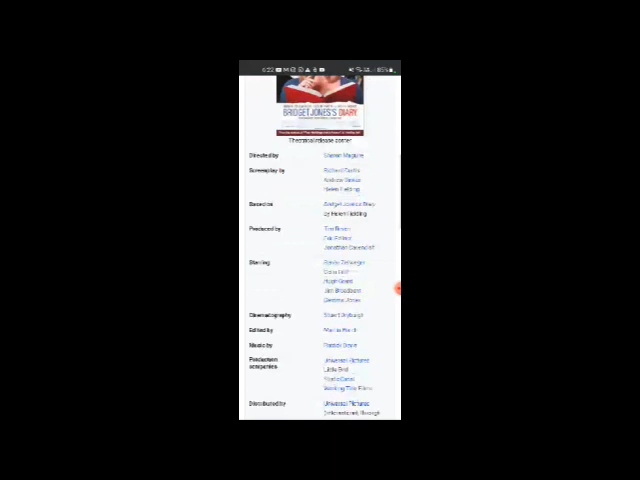 BRIDGET JONES'S DIARY
Theatrical release poster
Directed by
Sharon Maguire
Screenplay by
Richard Curtis
Andrew Davies
Helen Fielding
Based on
Bridget Jones's Diary
by Helen Fielding
Produced by
Tim Bevan
Eric Fellner
Jonathan Cavendish
Starring
Renée Zellweger
Colin Firth
Hugh Grant
Jim Broadbent
Gemma Jones
Cinematography
Stuart Dryburgh
Edited by
Martin Walsh
Music by
Patrick Doyle
Production
companies
Universal Pictures
Little Bird
StudioCanal
Working Title Films
Distributed by
Universal Pictures
(International, through